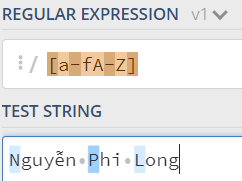 REGULAR EXPRESSION v1
/ [a-fA-Z]
TEST STRING
Nguyễn Phi Long